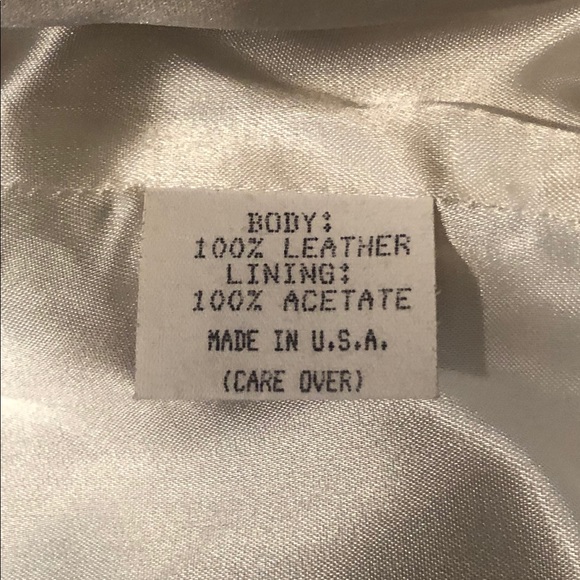 BODY:
100% LEATHER
LINING:
100% ACETATE
MADE IN U.S.A.
(CARE OVER)